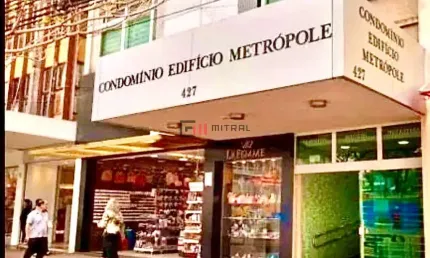 CONDOMÍNIO EDIFÍCIO METRÓPOLE
427
CONDOMÍNIO
EDIFÍCIO
METRÓPOLE
427
MITRAL